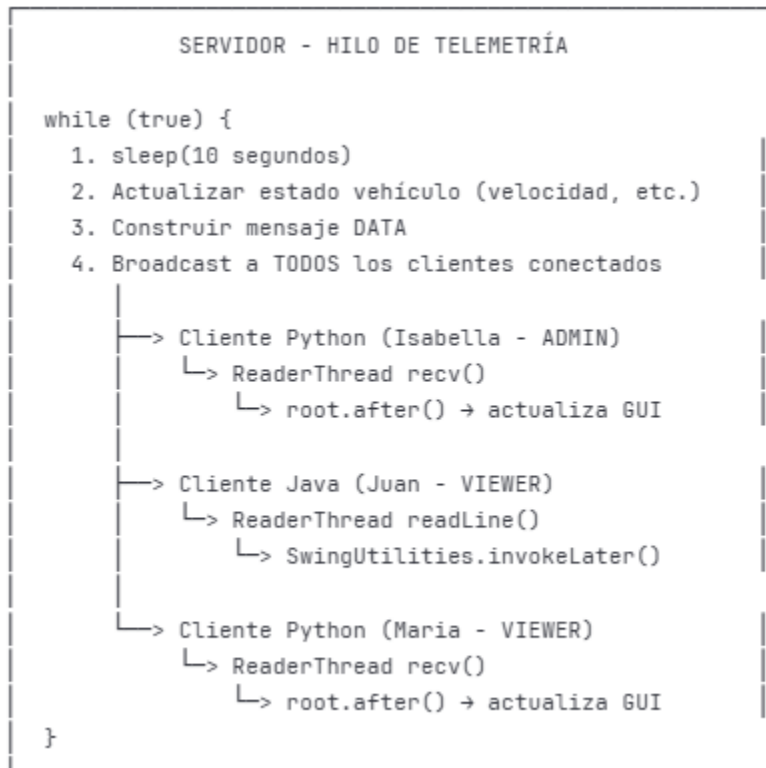 SERVIDOR - HILO DE TELEMETRÍA
while (true) {
1. sleep(10 segundos)
2. Actualizar estado vehículo (velocidad, etc.)
3. Construir mensaje DATA
4. Broadcast a TODOS los clientes conectados
├──> Cliente Python (Isabella - ADMIN)
└─> ReaderThread recv()
└─> root.after() → actualiza GUI
├──> Cliente Java (Juan - VIEWER)
└─> ReaderThread readLine()
└─> SwingUtilities.invokeLater()
└──> Cliente Python (Maria - VIEWER)
└─> ReaderThread recv()
└─> root.after() → actualiza GUI
}